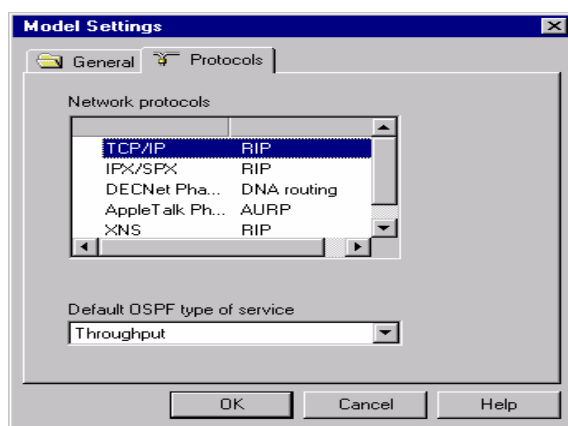 Model Settings
General Protocols
Network protocols
TCP/IP RIP
IPX/SPX RIP
DECNet Pha... DNA routing
AppleTalk Ph... AURP
XNS RIP
Default OSPF type of service
Throughput
OK Cancel Help